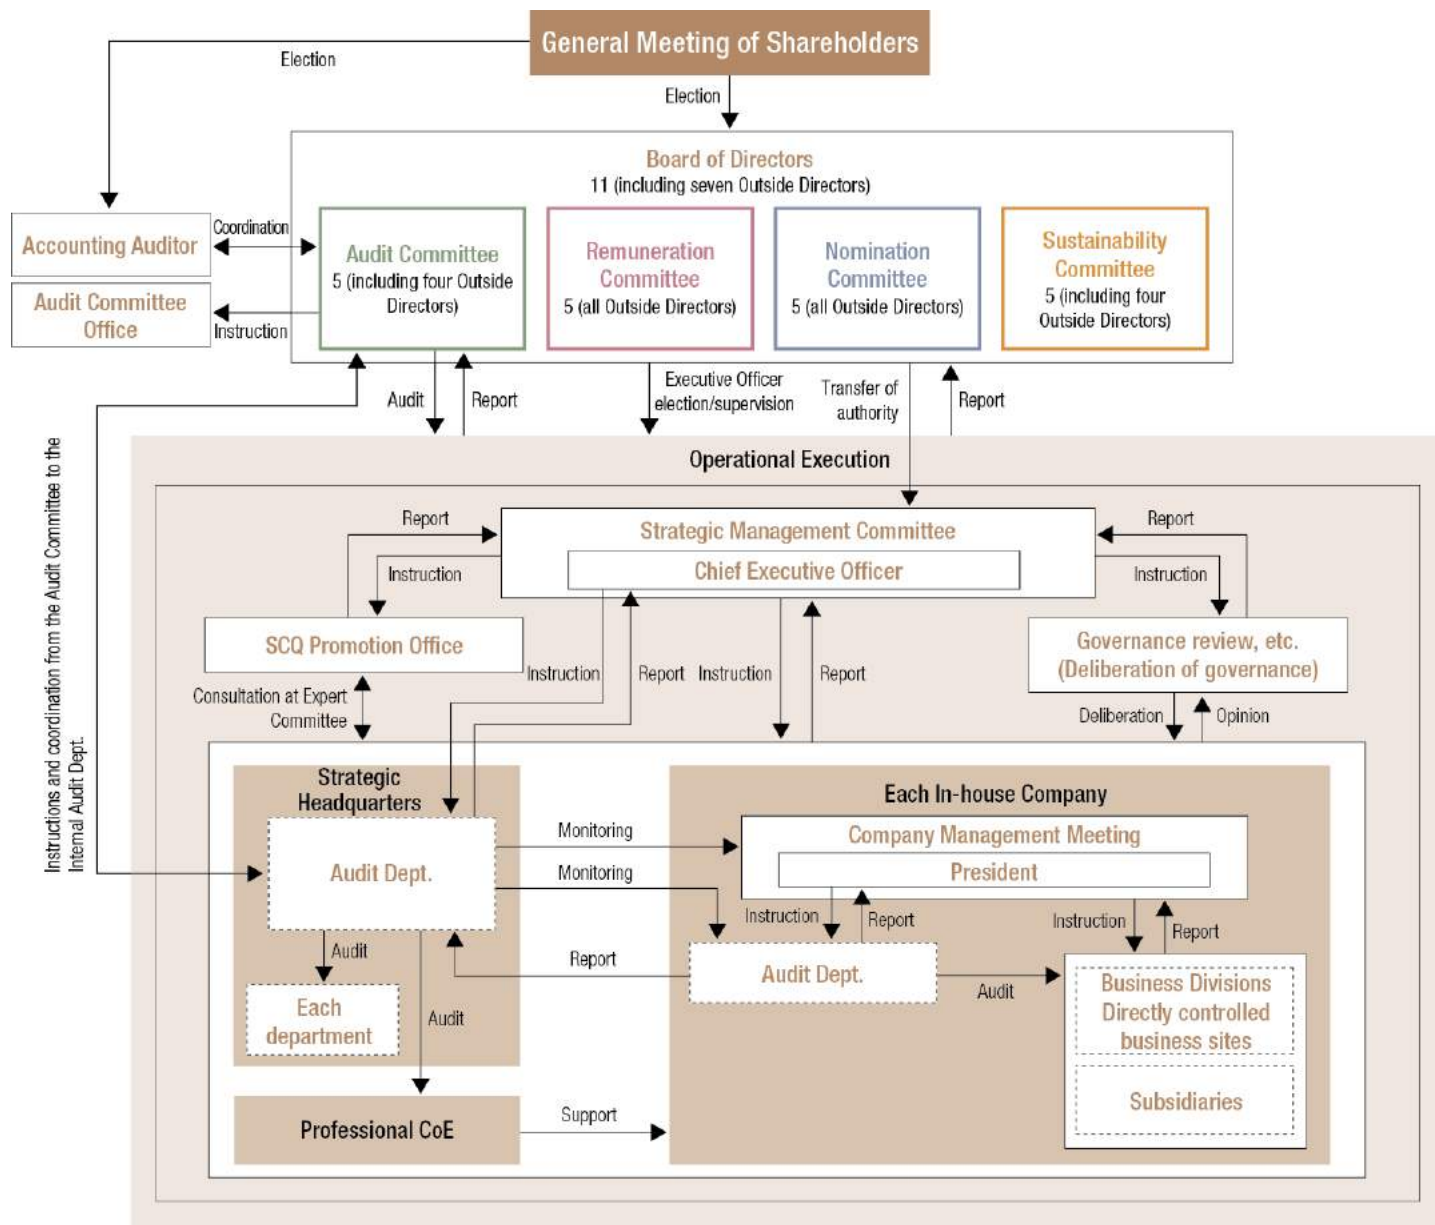 General Meeting of Shareholders
Election
Election
Board of Directors
11 (including seven Outside Directors)
Accounting Auditor
Coordination
Audit Committee
5 (including four Outside
Directors)
Remuneration
Committee
5 (all Outside Directors)
Nomination
Committee
5 (all Outside Directors)
Sustainability
Committee
5 (including four
Outside Directors)
Audit Committee
Office
Instruction
Audit
Report
Executive Officer
election/supervision
Transfer of
authority
Report
Instructions and coordination from the Audit Committee to the
Internal Audit Dept.
Operational Execution
Report
Strategic Management Committee
Chief Executive Officer
Report
Instruction
Instruction
SCQ Promotion Office
Governance review, etc.
(Deliberation of governance)
Instruction
Report
Instruction
Report
Consultation at Expert
Committee
Deliberation
Opinion
Strategic
Headquarters
Audit Dept.
Monitoring
Monitoring
Report
Audit
Each
department
Audit
Professional CoE
Support
Each In-house Company
Company Management Meeting
President
Instruction
Report
Instruction
Report
Audit Dept.
Audit
Business Divisions
Directly controlled
business sites
Subsidiaries